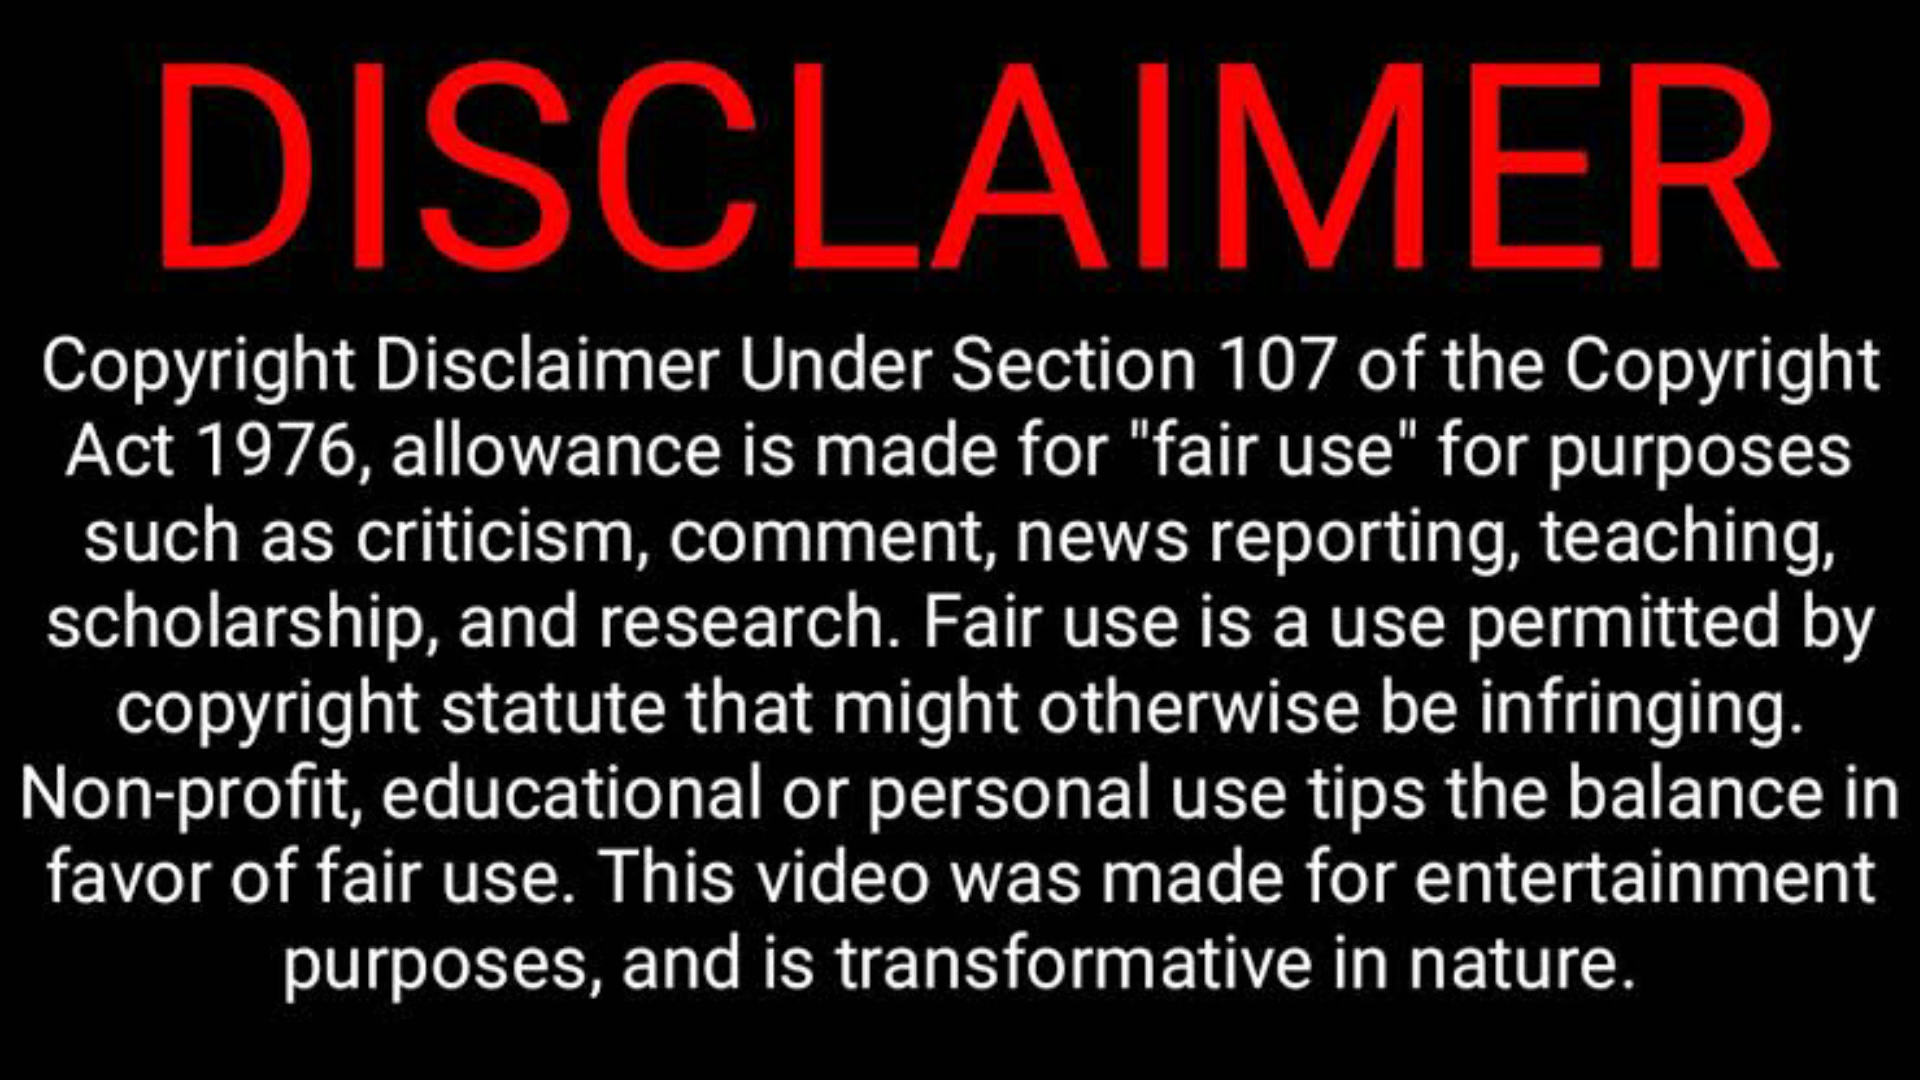 DISCLAIMER
Copyright Disclaimer Under Section 107 of the Copyright
Act 1976, allowance is made for "fair use" for purposes
such as criticism, comment, news reporting, teaching,
scholarship, and research. Fair use is a use permitted by
copyright statute that might otherwise be infringing.
Non-profit, educational or personal use tips the balance in
favor of fair use. This video was made for entertainment
purposes, and is transformative in nature.